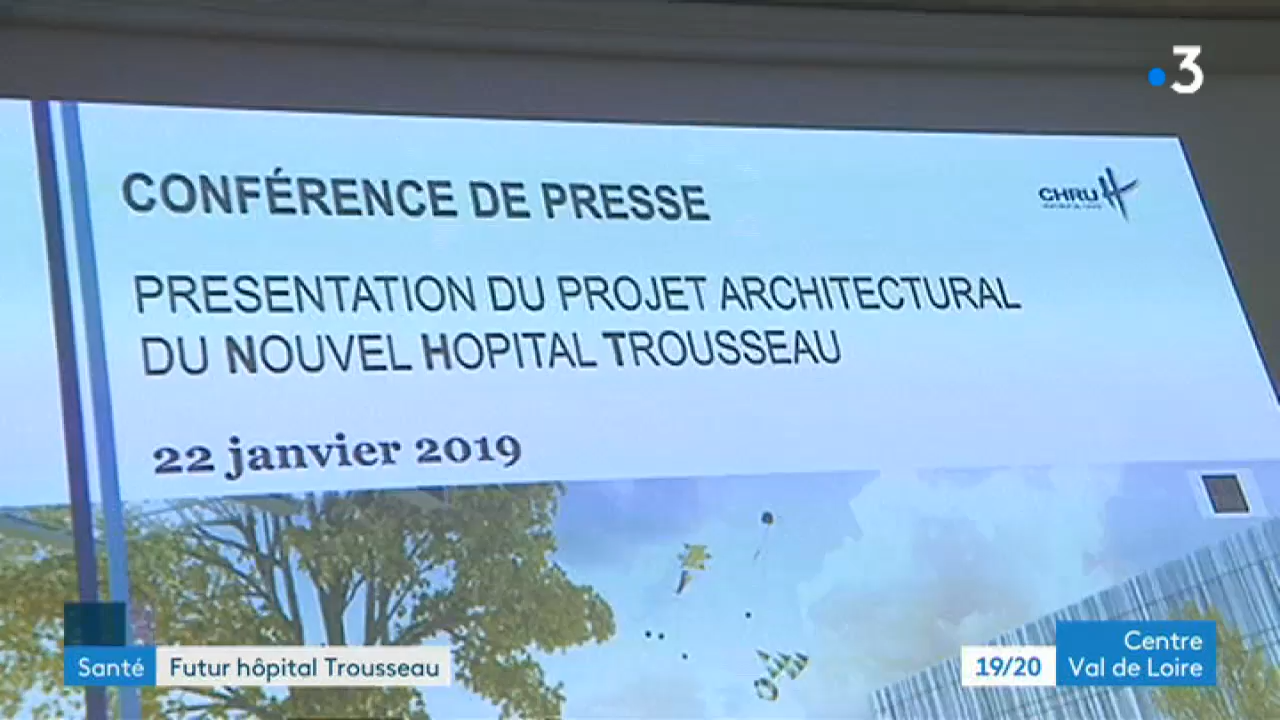 3
CONFÉRENCE DE PRESSE
CHRU
PRESENTATION DU PROJET ARCHITECTURAL
DU NOUVEL HOPITAL TROUSSEAU
22 janvier 2019
Santé
Futur hôpital Trousseau
19/20
Centre
Val de Loire